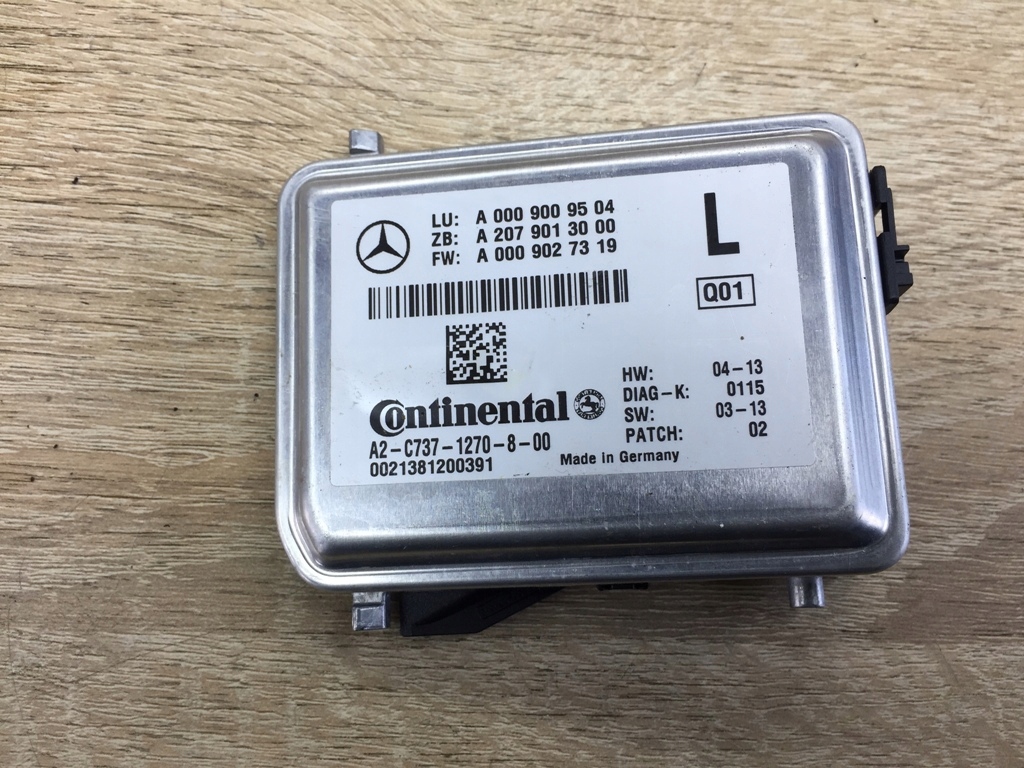 LU: A 000 900 95 04
ZB: A 207 901 30 00
FW: A 000 902 73 19
L
Q01
HW: 04-13
DIAG-K: 0115
SW: 03-13
PATCH: 02
Continental
A2-C737-1270-8-00
0021381200391
Made in Germany